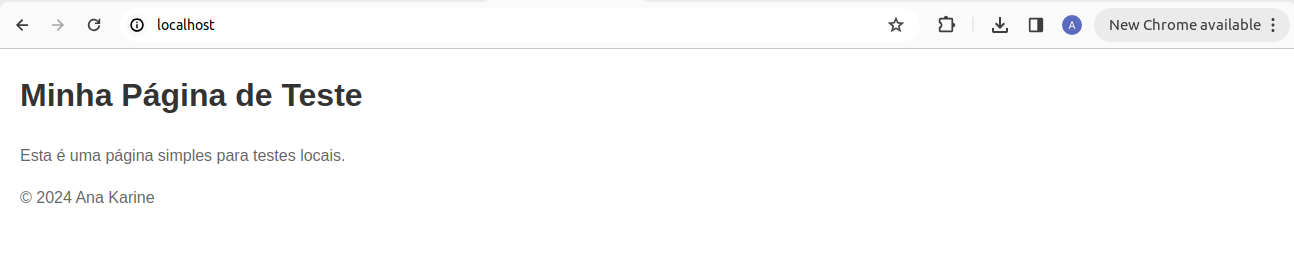 localhost
A
New Chrome available
Minha Página de Teste
Esta é uma página simples para testes locais.
© 2024 Ana Karine